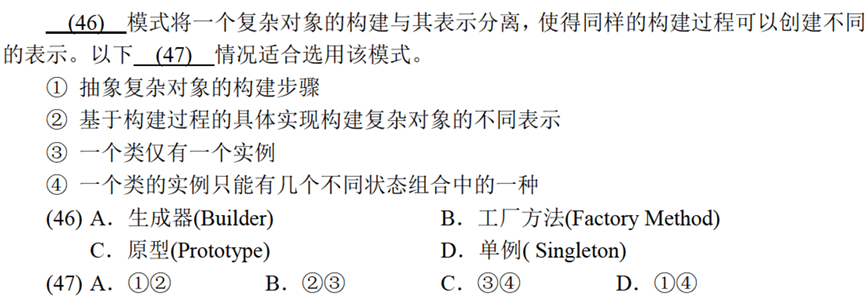 (46) 模式将一个复杂对象的构建与其表示分离，使得同样的构建过程可以创建不同
的表示。以下 (47) 情况适合选用该模式。
① 抽象复杂对象的构建步骤
② 基于构建过程的具体实现构建复杂对象的不同表示
③ 一个类仅有一个实例
④ 一个类的实例只能有几个不同状态组合中的一种
(46) A．生成器(Builder) B．工厂方法(Factory Method)
C．原型(Prototype) D．单例( Singleton)
(47) A．①② B．②③ C．③④ D．①④